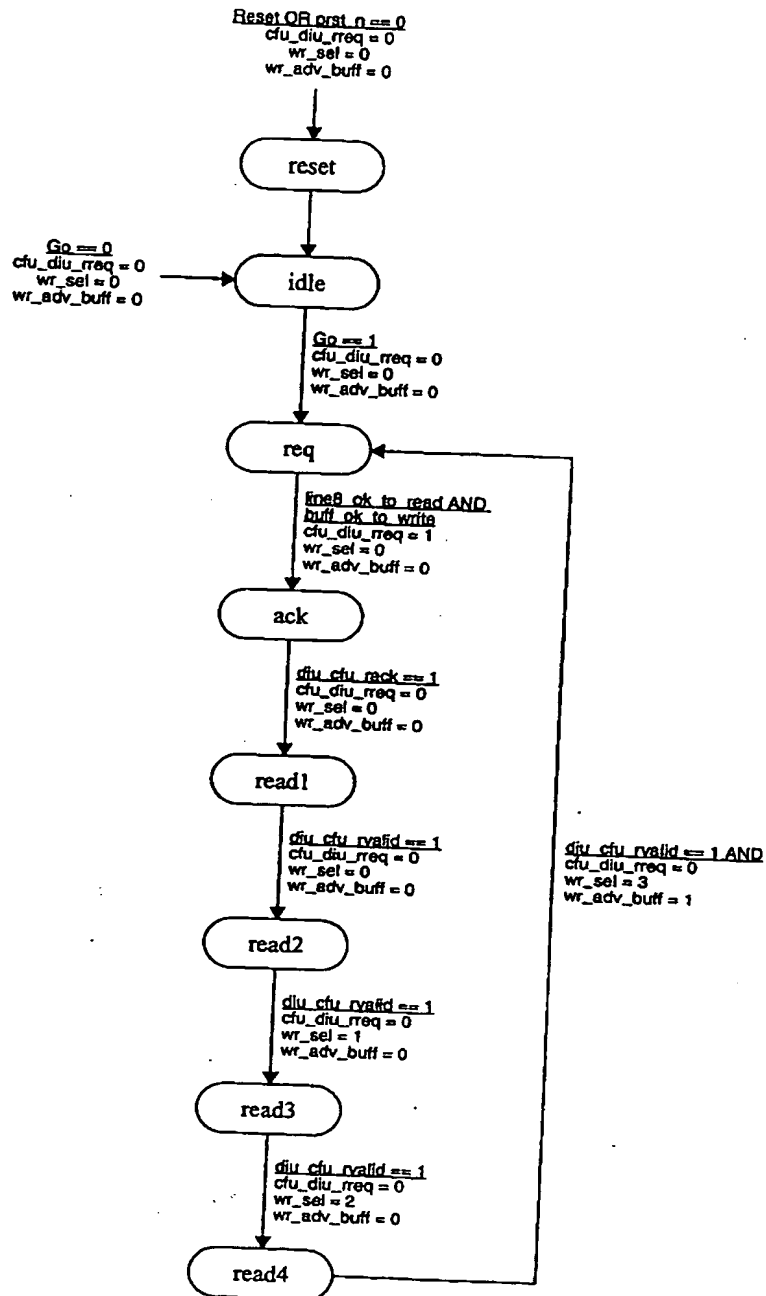 Reset OR prst_n == 0
cfu_diu_rreq = 0
wr_sel = 0
wr_adv_buff = 0
reset
Go == 0
cfu_diu_rreq = 0
wr_sel = 0
wr_adv_buff = 0
idle
Go == 1
cfu_diu_rreq = 0
wr_sel = 0
wr_adv_buff = 0
req
line8_ok_to_read AND
buff_ok_to_write
cfu_diu_rreq = 1
wr_sel = 0
wr_adv_buff = 0
ack
diu_cfu_rack == 1
cfu_diu_rreq = 0
wr_sel = 0
wr_adv_buff = 0
read1
diu_cfu_rvalid == 1
cfu_diu_rreq = 0
wr_sel = 0
wr_adv_buff = 0
diu_cfu_rvalid == 1 AND
cfu_diu_rreq = 0
wr_sel = 3
wr_adv_buff = 1
read2
diu_cfu_rvalid == 1
cfu_diu_rreq = 0
wr_sel = 1
wr_adv_buff = 0
read3
diu_cfu_rvalid == 1
cfu_diu_rreq = 0
wr_sel = 2
wr_adv_buff = 0
read4